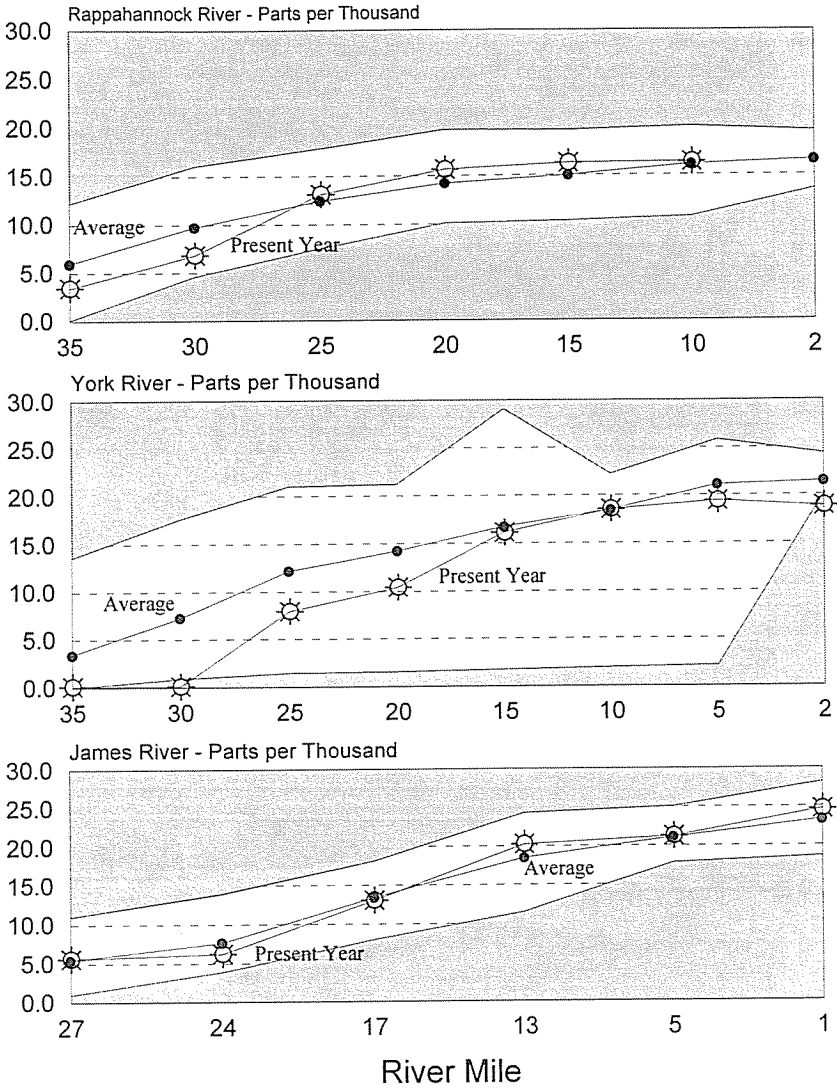 Rappahannock River - Parts per Thousand
30.0
25.0
20.0
15.0
10.0
5.0
0.0
Average
Present Year
35 30 25 20 15 10 2
York River - Parts per Thousand
30.0
25.0
20.0
15.0
10.0
5.0
0.0
Present Year
Average
35 30 25 20 15 10 5 2
James River - Parts per Thousand
30.0
25.0
20.0
15.0
10.0
5.0
0.0
Average
Present Year
27 24 17 13 5 1
River Mile